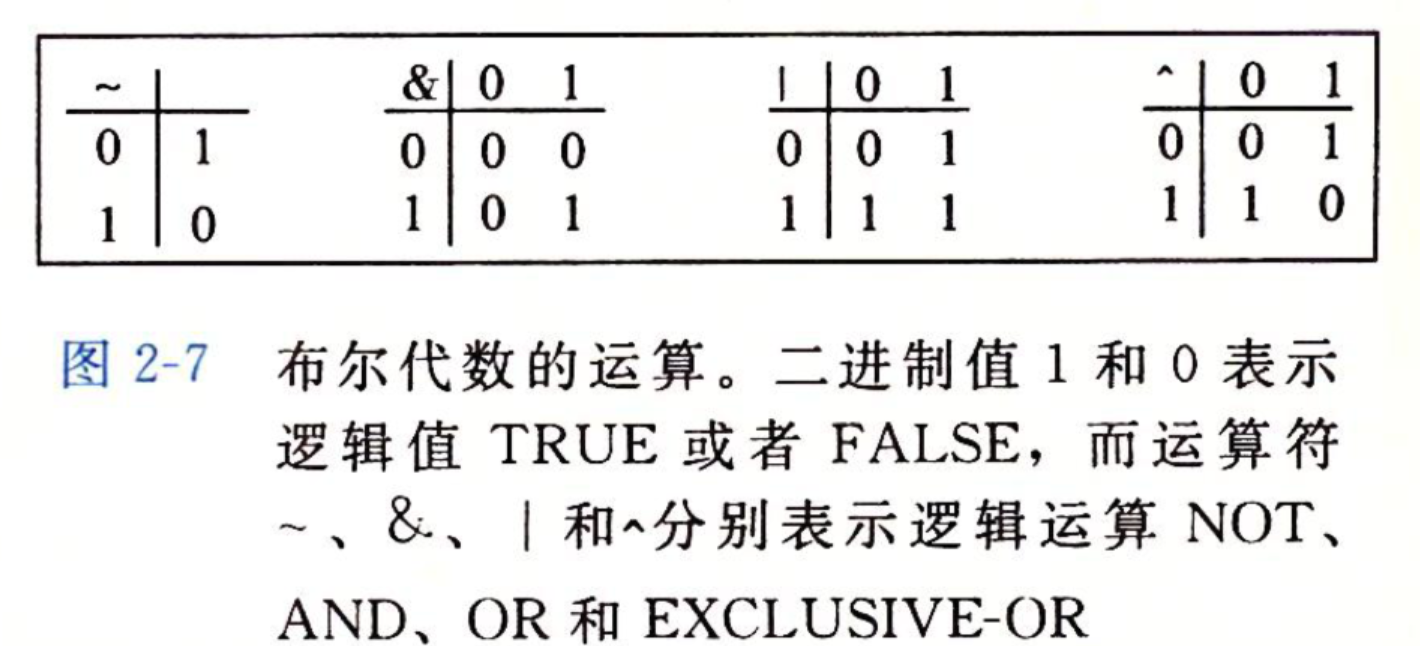 ~ & 0 1 | 0 1 ^ 0 1
0 1 0 0 0 0 0 1 0 0 1
1 0 1 0 1 1 1 1 1 1 0
图 2-7 布尔代数的运算。二进制值 1 和 0 表示
逻辑值 TRUE 或者 FALSE，而运算符
~、&、| 和^分别表示逻辑运算 NOT、
AND、OR 和 EXCLUSIVE-OR